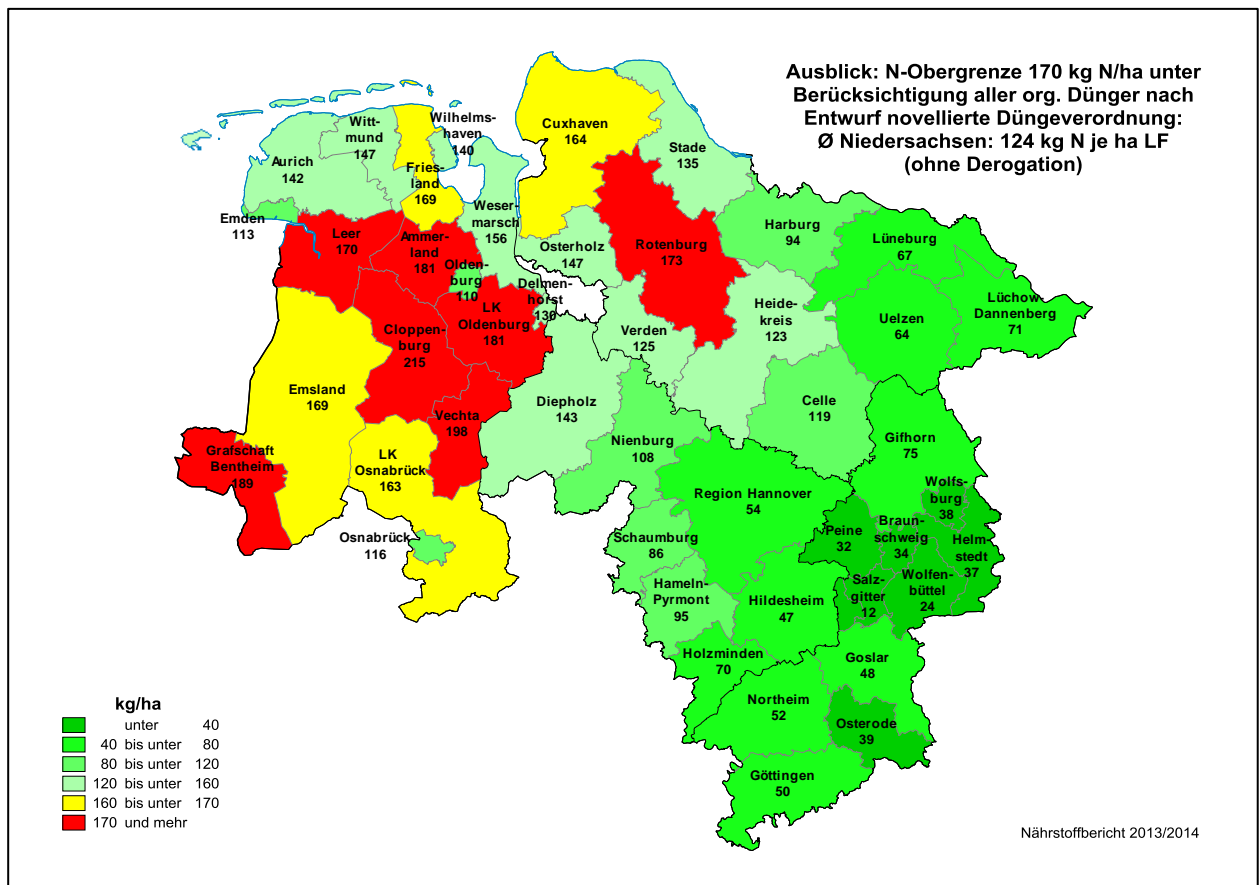 Ausblick: N-Obergrenze 170 kg N/ha unter
Berücksichtigung aller org. Dünger nach
Entwurf novellierte Düngeverordnung:
Ø Niedersachsen: 124 kg N je ha LF
(ohne Derogation)
Wilhelms-
haven
140
Witt-
mund
147
Cuxhaven
164
Stade
135
Aurich
142
Fries-
land
169
Emden
113
Weser-
marsch
156
Harburg
94
Lüneburg
67
Leer
170
Ammer-
land
181
Osterholz
147
Rotenburg
173
Olden-
burg
110
Delmen-
horst
130
Lüchow-
Dannenberg
71
LK
Oldenburg
181
Heide-
kreis
123
Uelzen
64
Cloppen-
burg
215
Verden
125
Emsland
169
Diepholz
143
Celle
119
Vechta
198
Nienburg
108
Gifhorn
75
Grafschaft
Bentheim
189
LK
Osnabrück
163
Region Hannover
54
Wolfs-
burg
38
Osnabrück
116
Schaumburg
86
Peine
32
Braun-
schweig
34
Helm-
stedt
37
Hameln-
Pyrmont
95
Hildesheim
47
Salz-
gitter
12
Wolfen-
büttel
24
Holzminden
70
Goslar
48
Northeim
52
Osterode
39
Göttingen
50
kg/ha
unter 40
40 bis unter 80
80 bis unter 120
120 bis unter 160
160 bis unter 170
170 und mehr
Nährstoffbericht 2013/2014